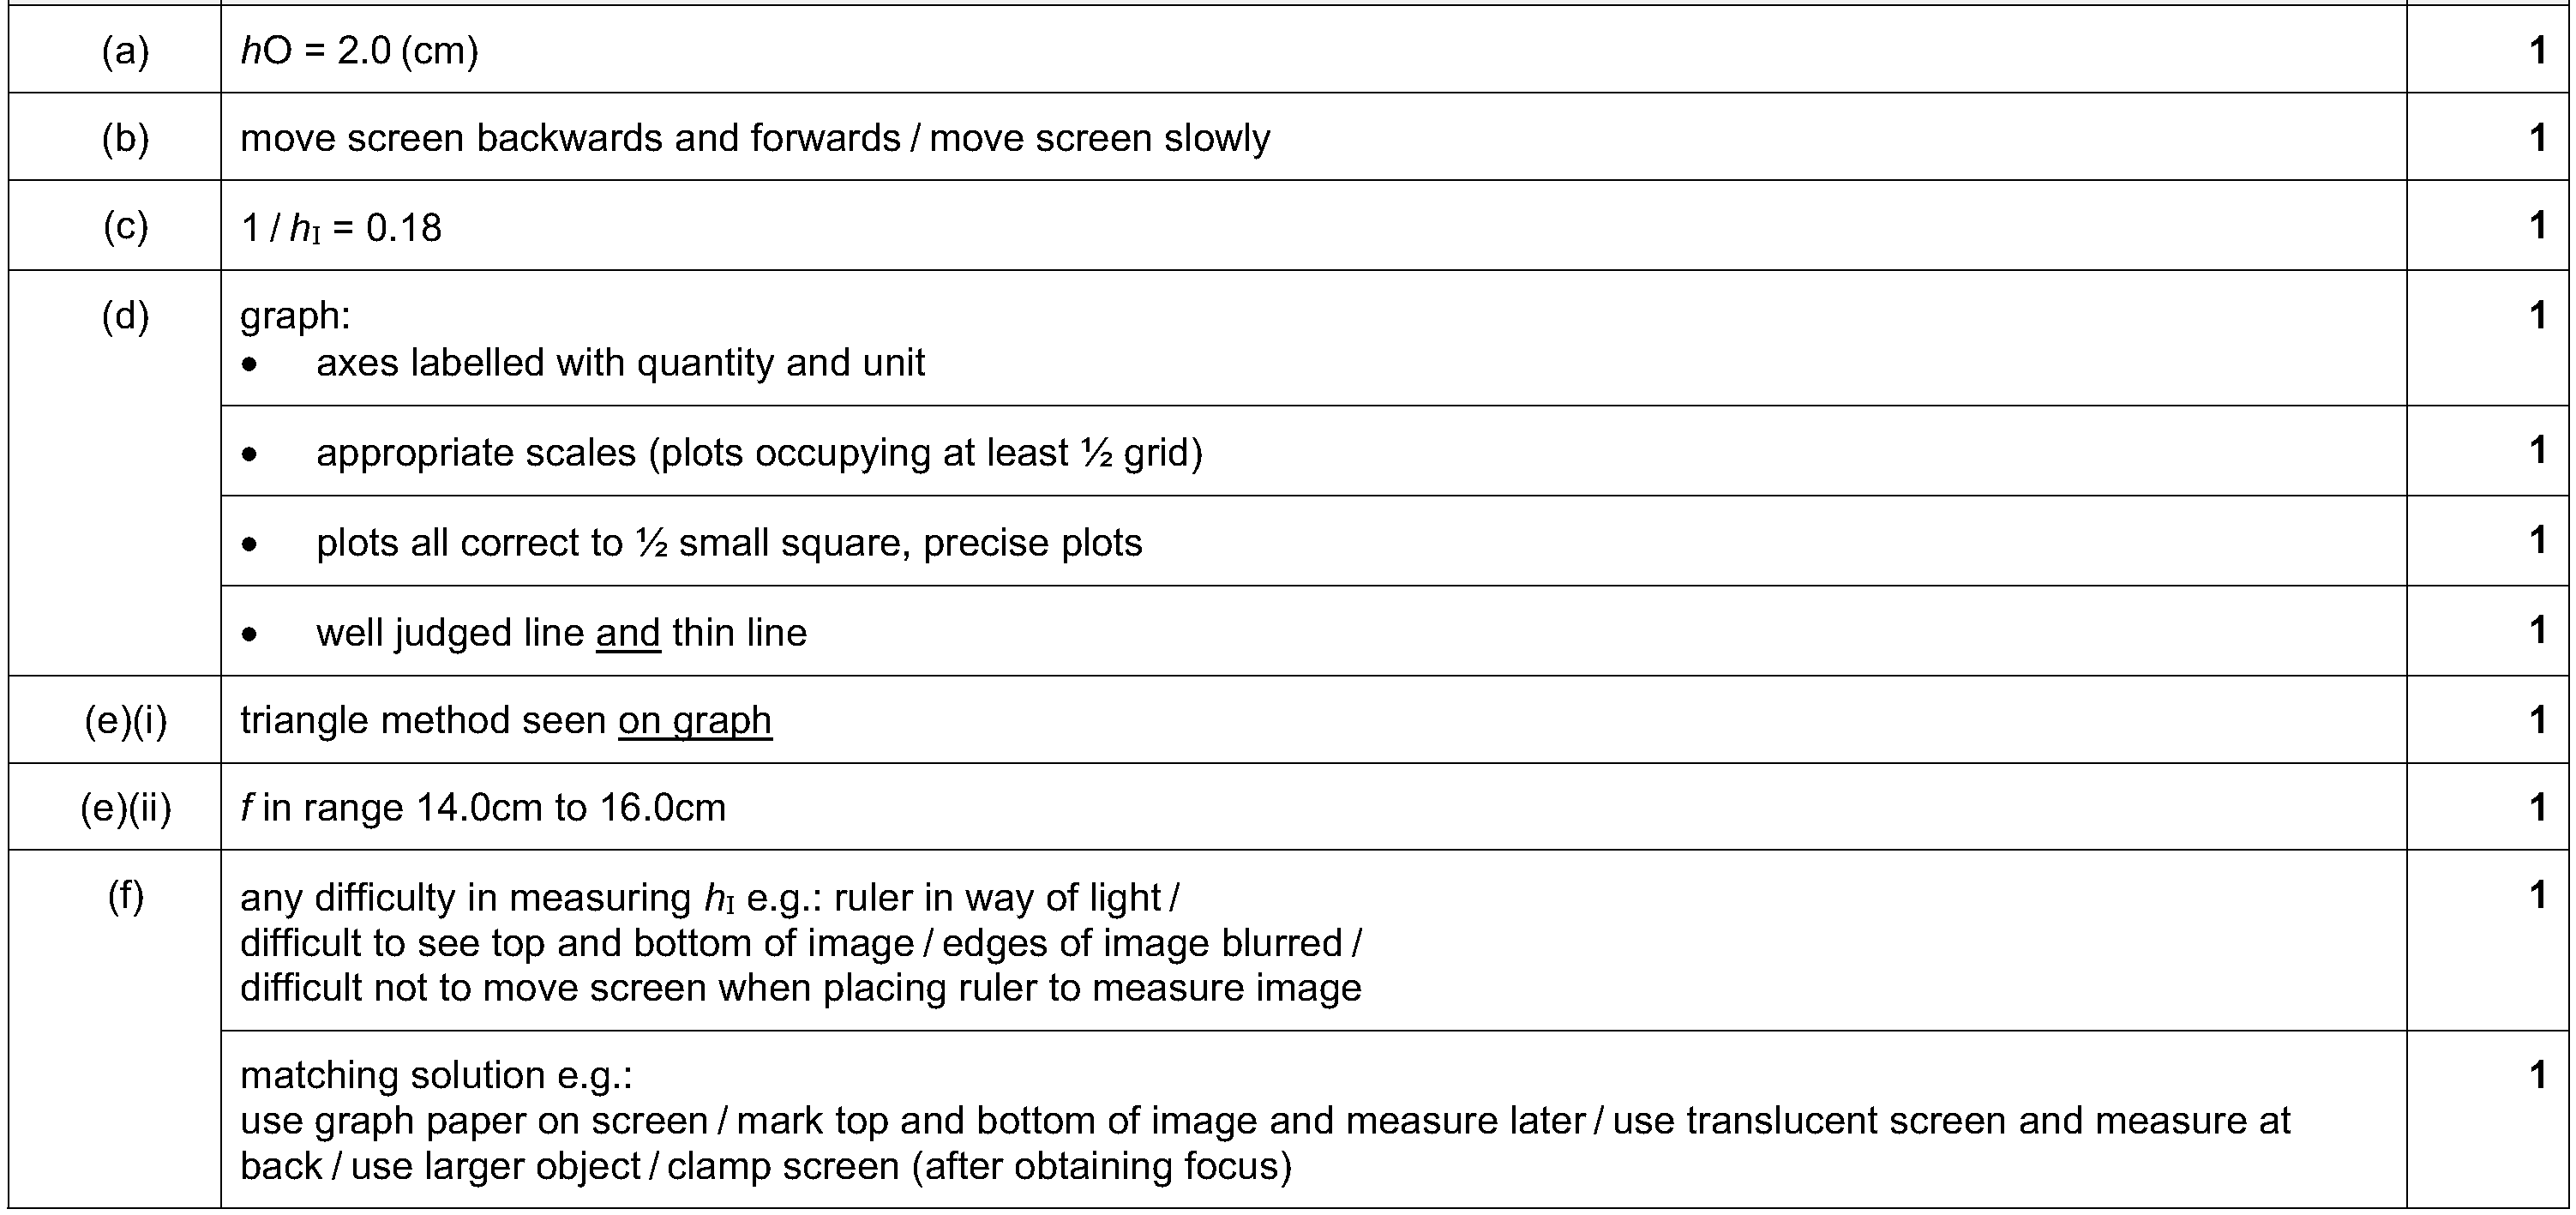 (a) hO = 2.0 (cm) 1
(b) move screen backwards and forwards / move screen slowly 1
(c) 1 / hI = 0.18 1
(d) graph: 1
• axes labelled with quantity and unit
• appropriate scales (plots occupying at least ½ grid) 1
• plots all correct to ½ small square, precise plots 1
• well judged line and thin line 1
(e)(i) triangle method seen on graph 1
(e)(ii) f in range 14.0cm to 16.0cm 1
(f) any difficulty in measuring hI e.g.: ruler in way of light / 1
difficult to see top and bottom of image / edges of image blurred /
difficult not to move screen when placing ruler to measure image
matching solution e.g.: 1
use graph paper on screen / mark top and bottom of image and measure later / use translucent screen and measure at
back / use larger object / clamp screen (after obtaining focus)